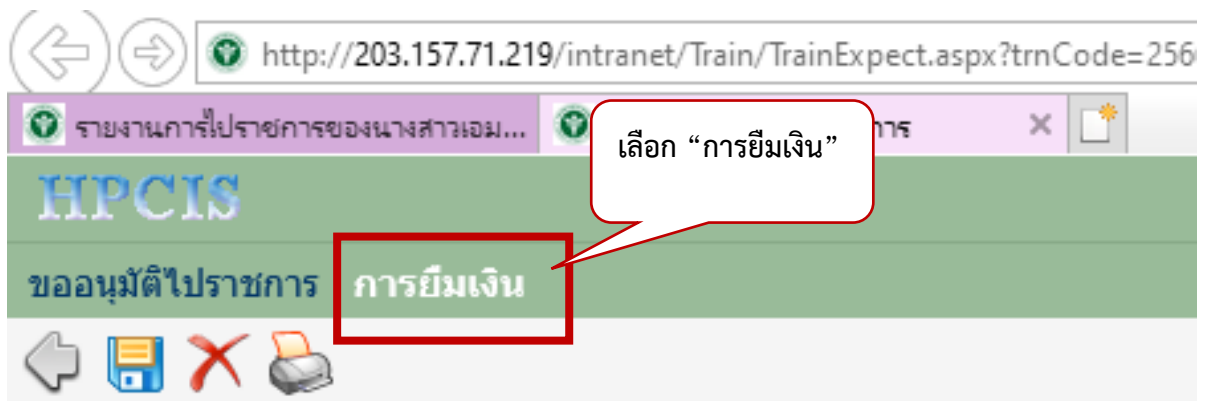 http://203.157.71.219/intranet/Train/TrainExpect.aspx?trnCode=256
รายงานการไปราชการของนางสาวเอม...
การ
เลือก “การยืมเงิน”
HPCIS
ขออนุมัติไปราชการ การยืมเงิน